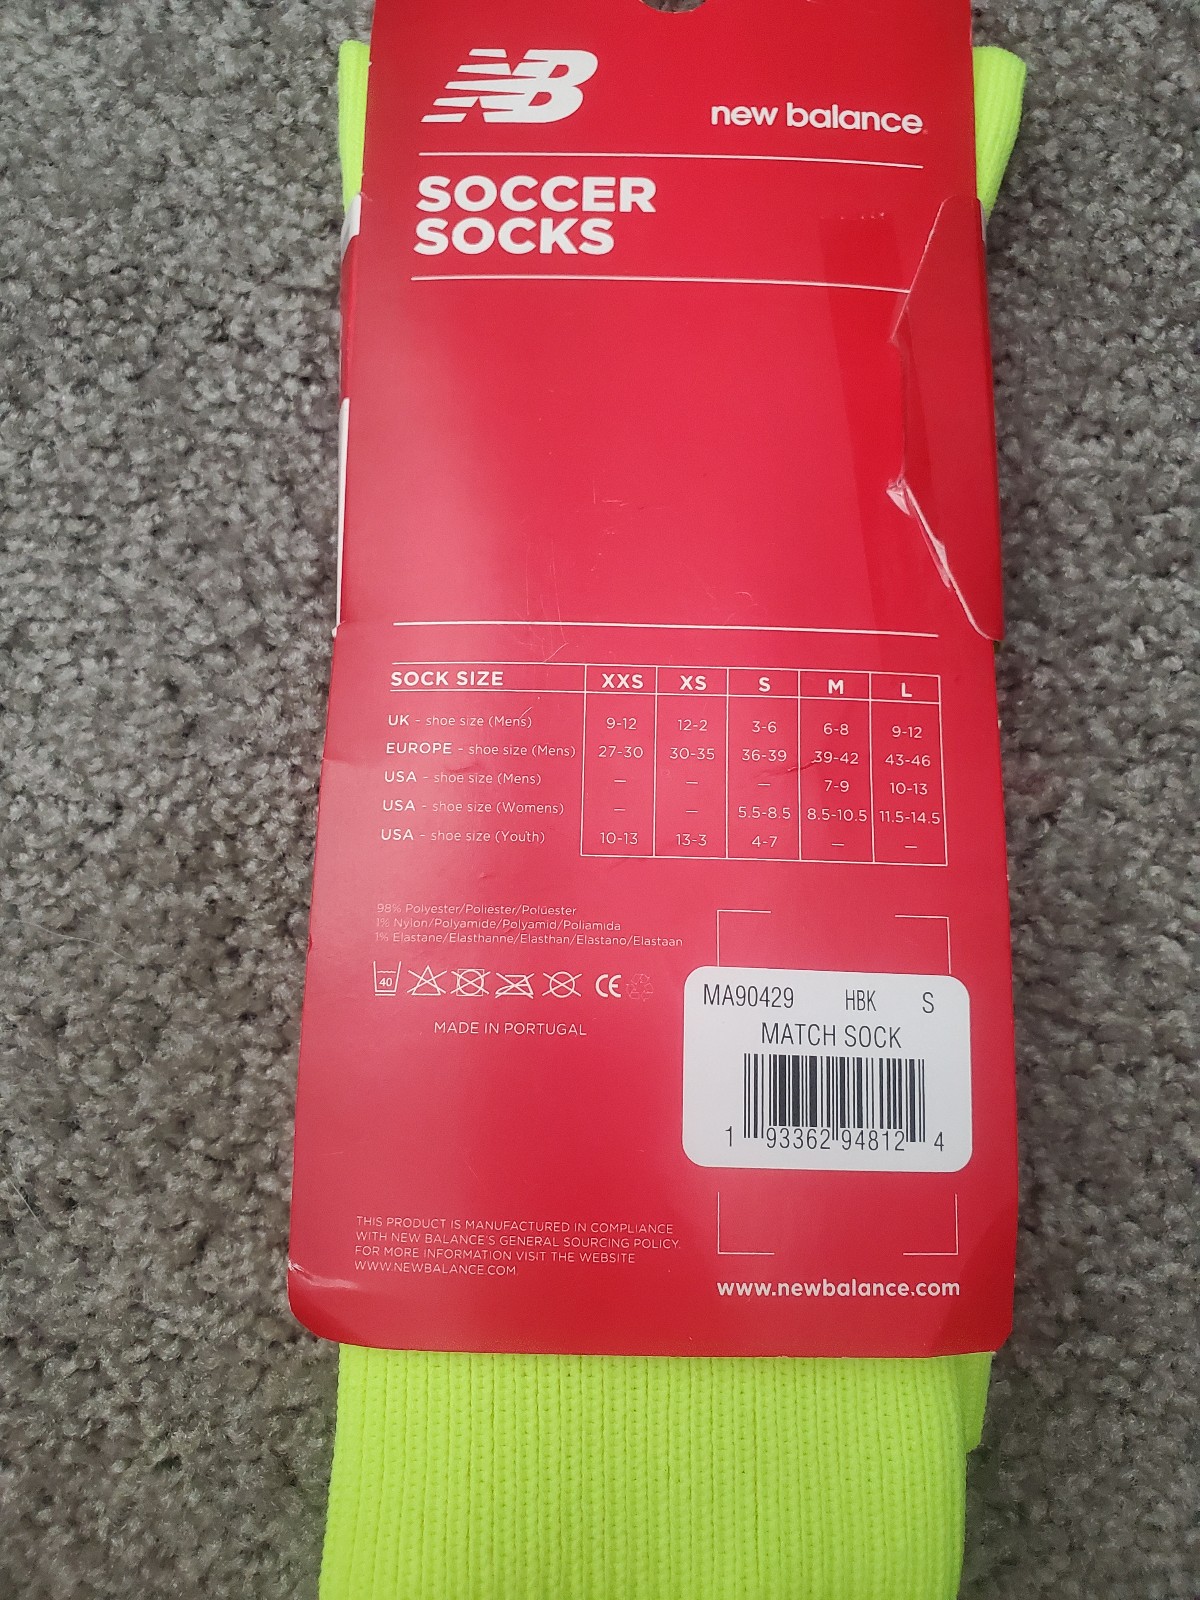 NB
new balance
SOCCER
SOCKS
SOCK SIZE XXS XS S M L
UK - shoe size (Mens) 9-12 12-2 3-6 6-8 9-12
EUROPE - shoe size (Mens) 27-30 30-35 36-39 39-42 43-46
USA - shoe size (Mens) — — — 7-9 10-13
USA - shoe size (Womens) — — 5.5-8.5 8.5-10.5 11.5-14.5
USA - shoe size (Youth) 10-13 13-3 4-7 — —
98% Polyester/Poliester/Polüester
1% Nylon/Polyamide/Polyamid/Poliamida
1% Elastane/Elasthanne/Elasthan/Elastano/Elastaan
40 CE
MADE IN PORTUGAL
MA90429 HBK S
MATCH SOCK
1 93362 94812 4
THIS PRODUCT IS MANUFACTURED IN COMPLIANCE
WITH NEW BALANCE'S GENERAL SOURCING POLICY.
FOR MORE INFORMATION VISIT THE WEBSITE
WWW.NEWBALANCE.COM.
www.newbalance.com